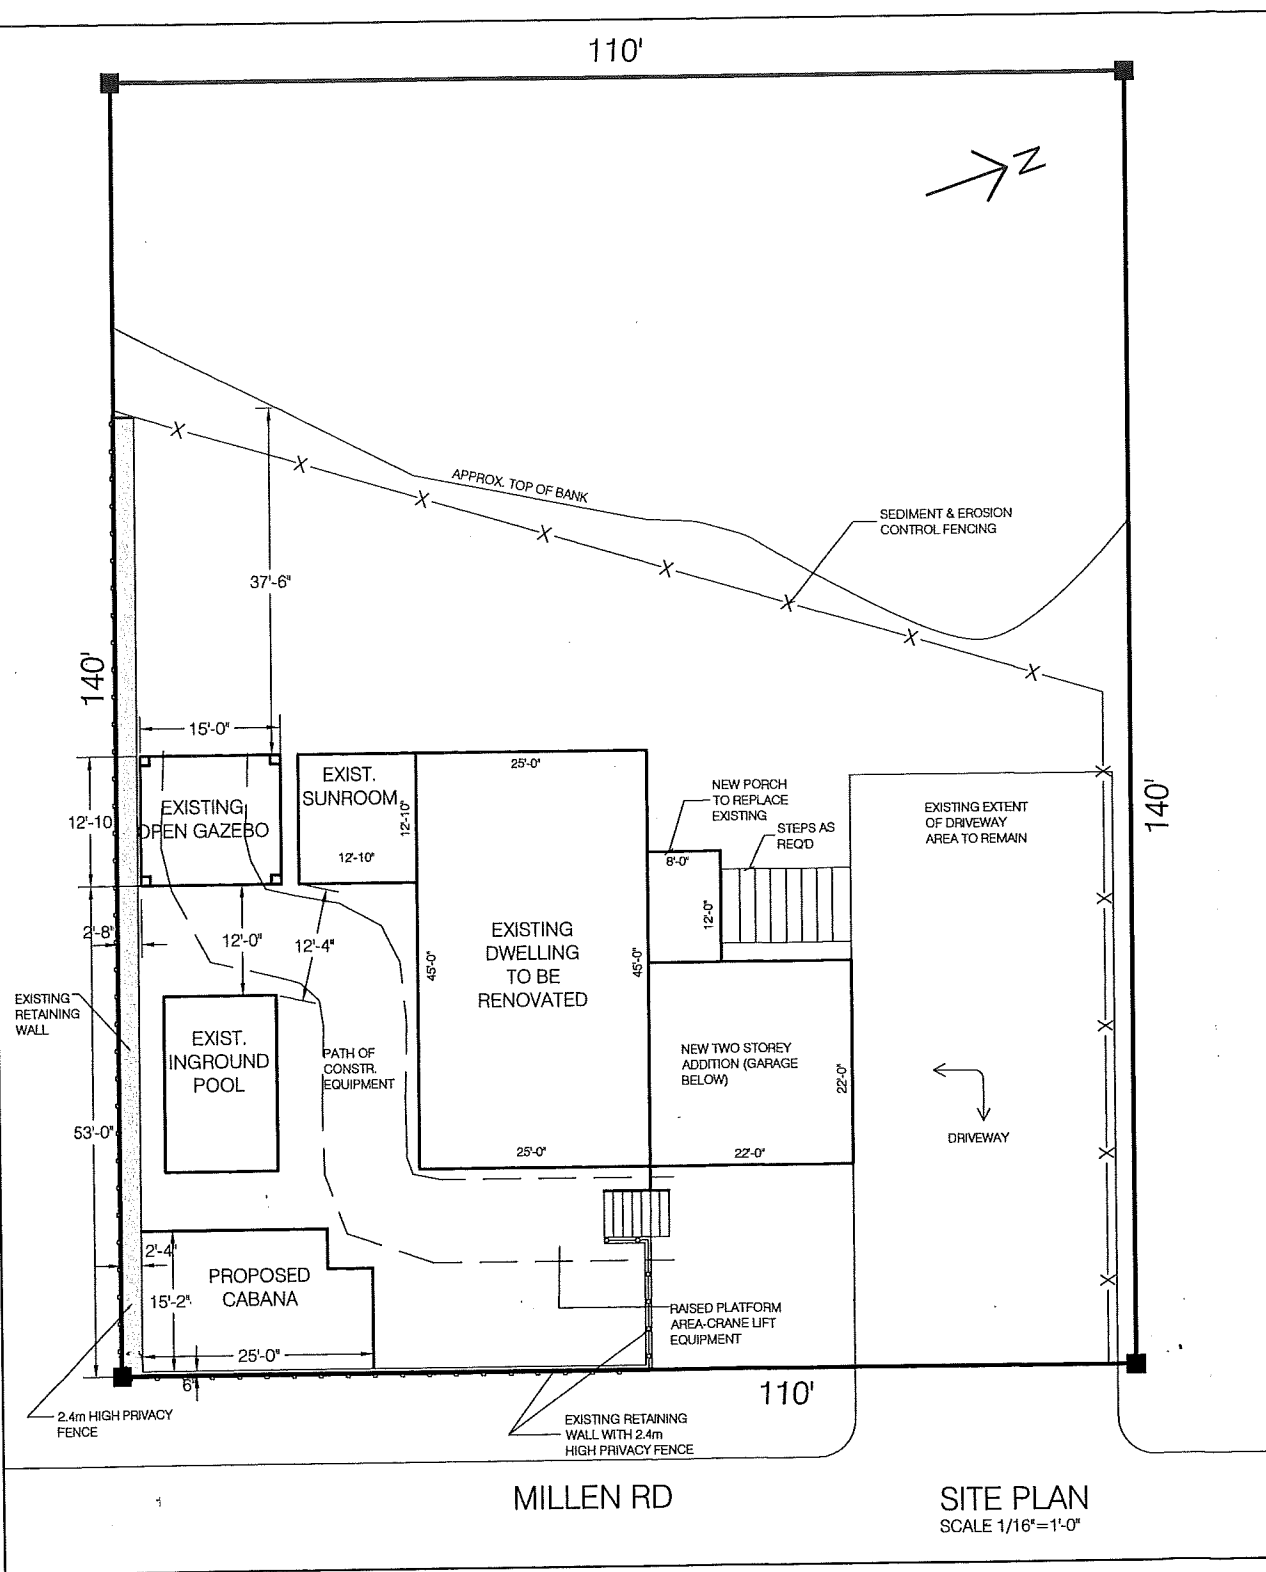 110'
N
APPROX. TOP OF BANK
SEDIMENT & EROSION
CONTROL FENCING
37'-6"
140'
15'-0"
25'-0"
EXIST.
SUNROOM
12'-10"
12'-10"
EXISTING
OPEN GAZEBO
12'-10
NEW PORCH
TO REPLACE
EXISTING
STEPS AS
REQ'D
8'-0"
12'-0"
EXISTING EXTENT
OF DRIVEWAY
AREA TO REMAIN
140'
2'-8"
12'-0"
12'-4"
45'-0"
EXISTING
DWELLING
TO BE
RENOVATED
45'-0"
EXISTING
RETAINING
WALL
EXIST.
INGROUND
POOL
PATH OF
CONSTR.
EQUIPMENT
NEW TWO STOREY
ADDITION (GARAGE
BELOW)
22'-0"
DRIVEWAY
53'-0"
25'-0"
22'-0"
2'-4"
15'-2"
PROPOSED
CABANA
25'-0"
6"
RAISED PLATFORM
AREA-CRANE LIFT
EQUIPMENT
110'
2.4m HIGH PRIVACY
FENCE
EXISTING RETAINING
WALL WITH 2.4m
HIGH PRIVACY FENCE
MILLEN RD
SITE PLAN
SCALE 1/16"=1'-0"
X
X
X
X
X
X
X
X
X
X
X
X
X